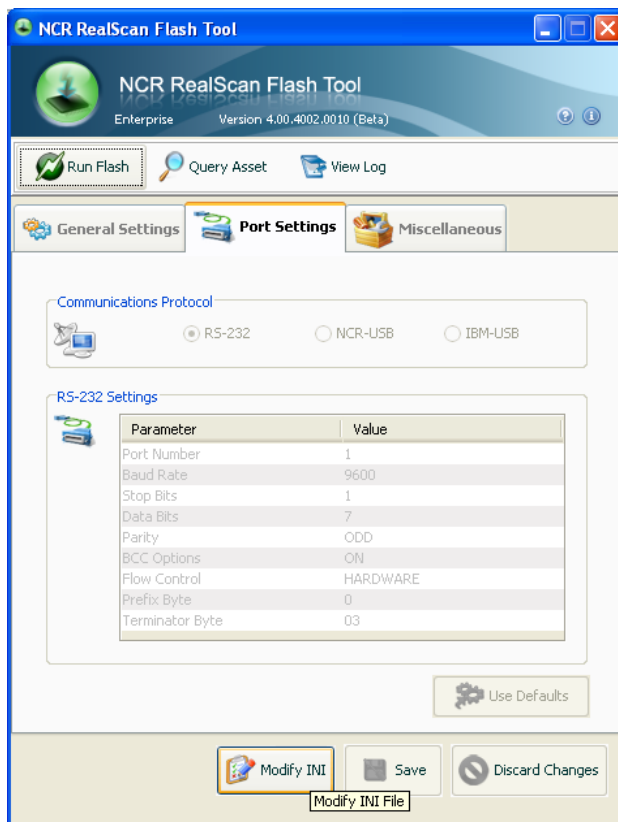 NCR RealScan Flash Tool
NCR RealScan Flash Tool
Enterprise Version 4.00.4002.0010 (Beta)
Run Flash Query Asset View Log
General Settings Port Settings Miscellaneous
Communications Protocol
RS-232 NCR-USB IBM-USB
RS-232 Settings
Parameter Value
Port Number 1
Baud Rate 9600
Stop Bits 1
Data Bits 7
Parity ODD
BCC Options ON
Flow Control HARDWARE
Prefix Byte 0
Terminator Byte 03
Use Defaults
Modify INI Save Discard Changes
Modify INI File